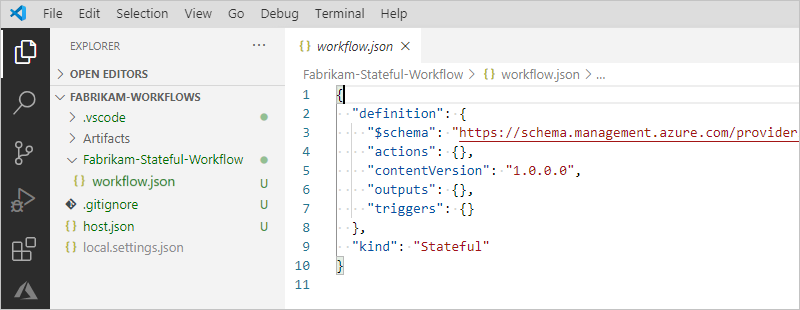 File Edit Selection View Go Debug Terminal Help
EXPLORER ...
OPEN EDITORS
FABRIKAM-WORKFLOWS
.vscode
Artifacts
Fabrikam-Stateful-Workflow
{} workflow.json U
.gitignore U
{} host.json U
{} local.settings.json
{} workflow.json ×
Fabrikam-Stateful-Workflow > {} workflow.json > ...
1 {
2 "definition": {
3 "$schema": "https://schema.management.azure.com/provider
4 "actions": {},
5 "contentVersion": "1.0.0.0",
6 "outputs": {},
7 "triggers": {}
8 },
9 "kind": "Stateful"
10 }
11